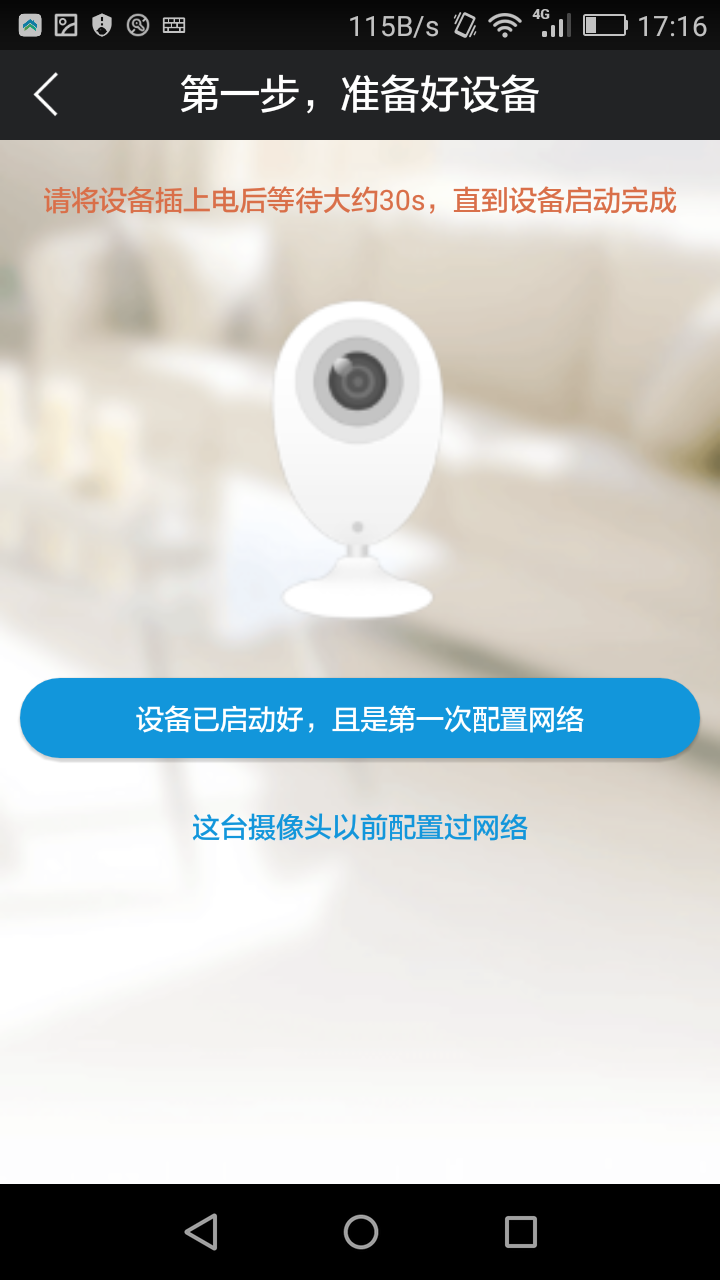 115B/s 4G 17:16
第一步，准备好设备
请将设备插上电后等待大约30s，直到设备启动完成
设备已启动好，且是第一次配置网络
这台摄像头以前配置过网络